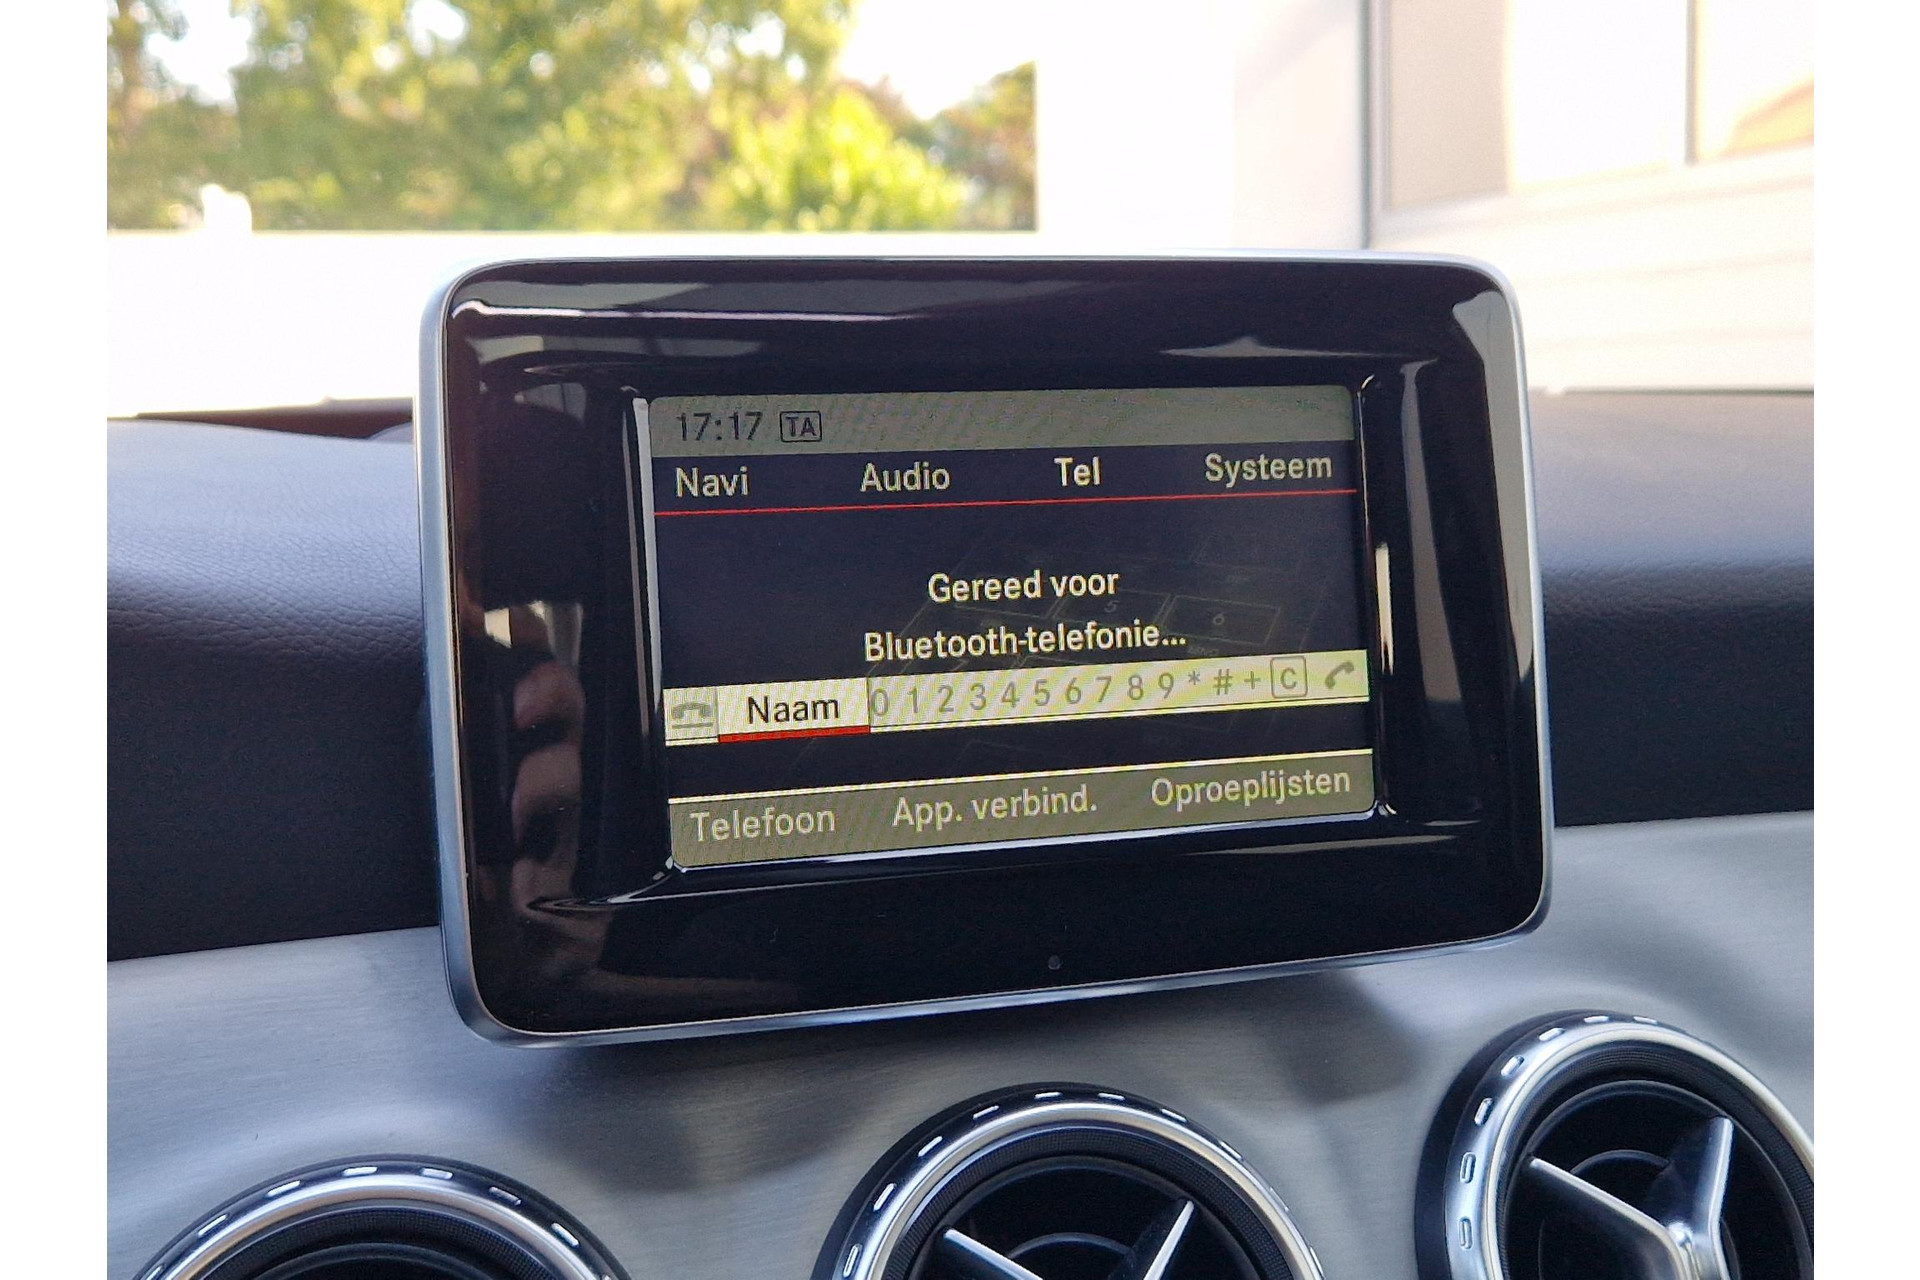 17:17 TA
Navi Audio Tel Systeem
Gereed voor
Bluetooth-telefonie...
Naam 0 1 2 3 4 5 6 7 8 9 * # + C
Telefoon App. verbind. Oproeplijsten